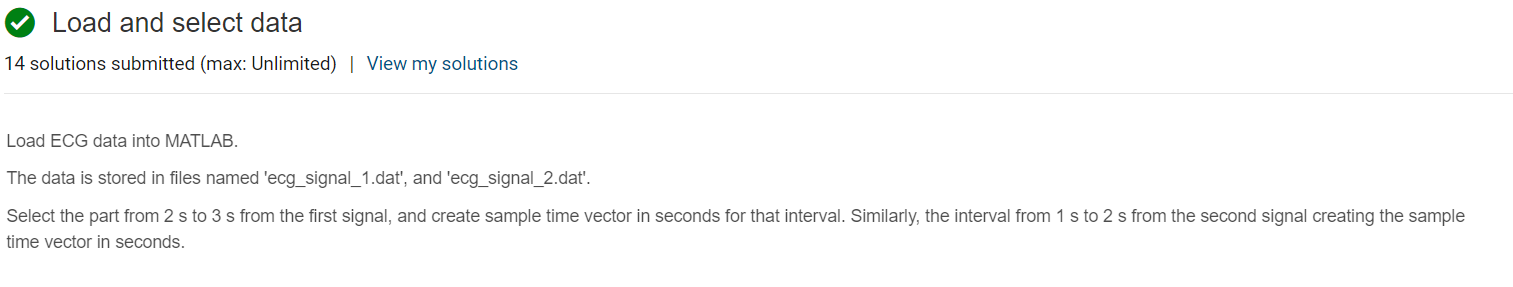 Load and select data
14 solutions submitted (max: Unlimited) | View my solutions
Load ECG data into MATLAB.
The data is stored in files named 'ecg_signal_1.dat', and 'ecg_signal_2.dat'.
Select the part from 2 s to 3 s from the first signal, and create sample time vector in seconds for that interval. Similarly, the interval from 1 s to 2 s from the second signal creating the sample
time vector in seconds.